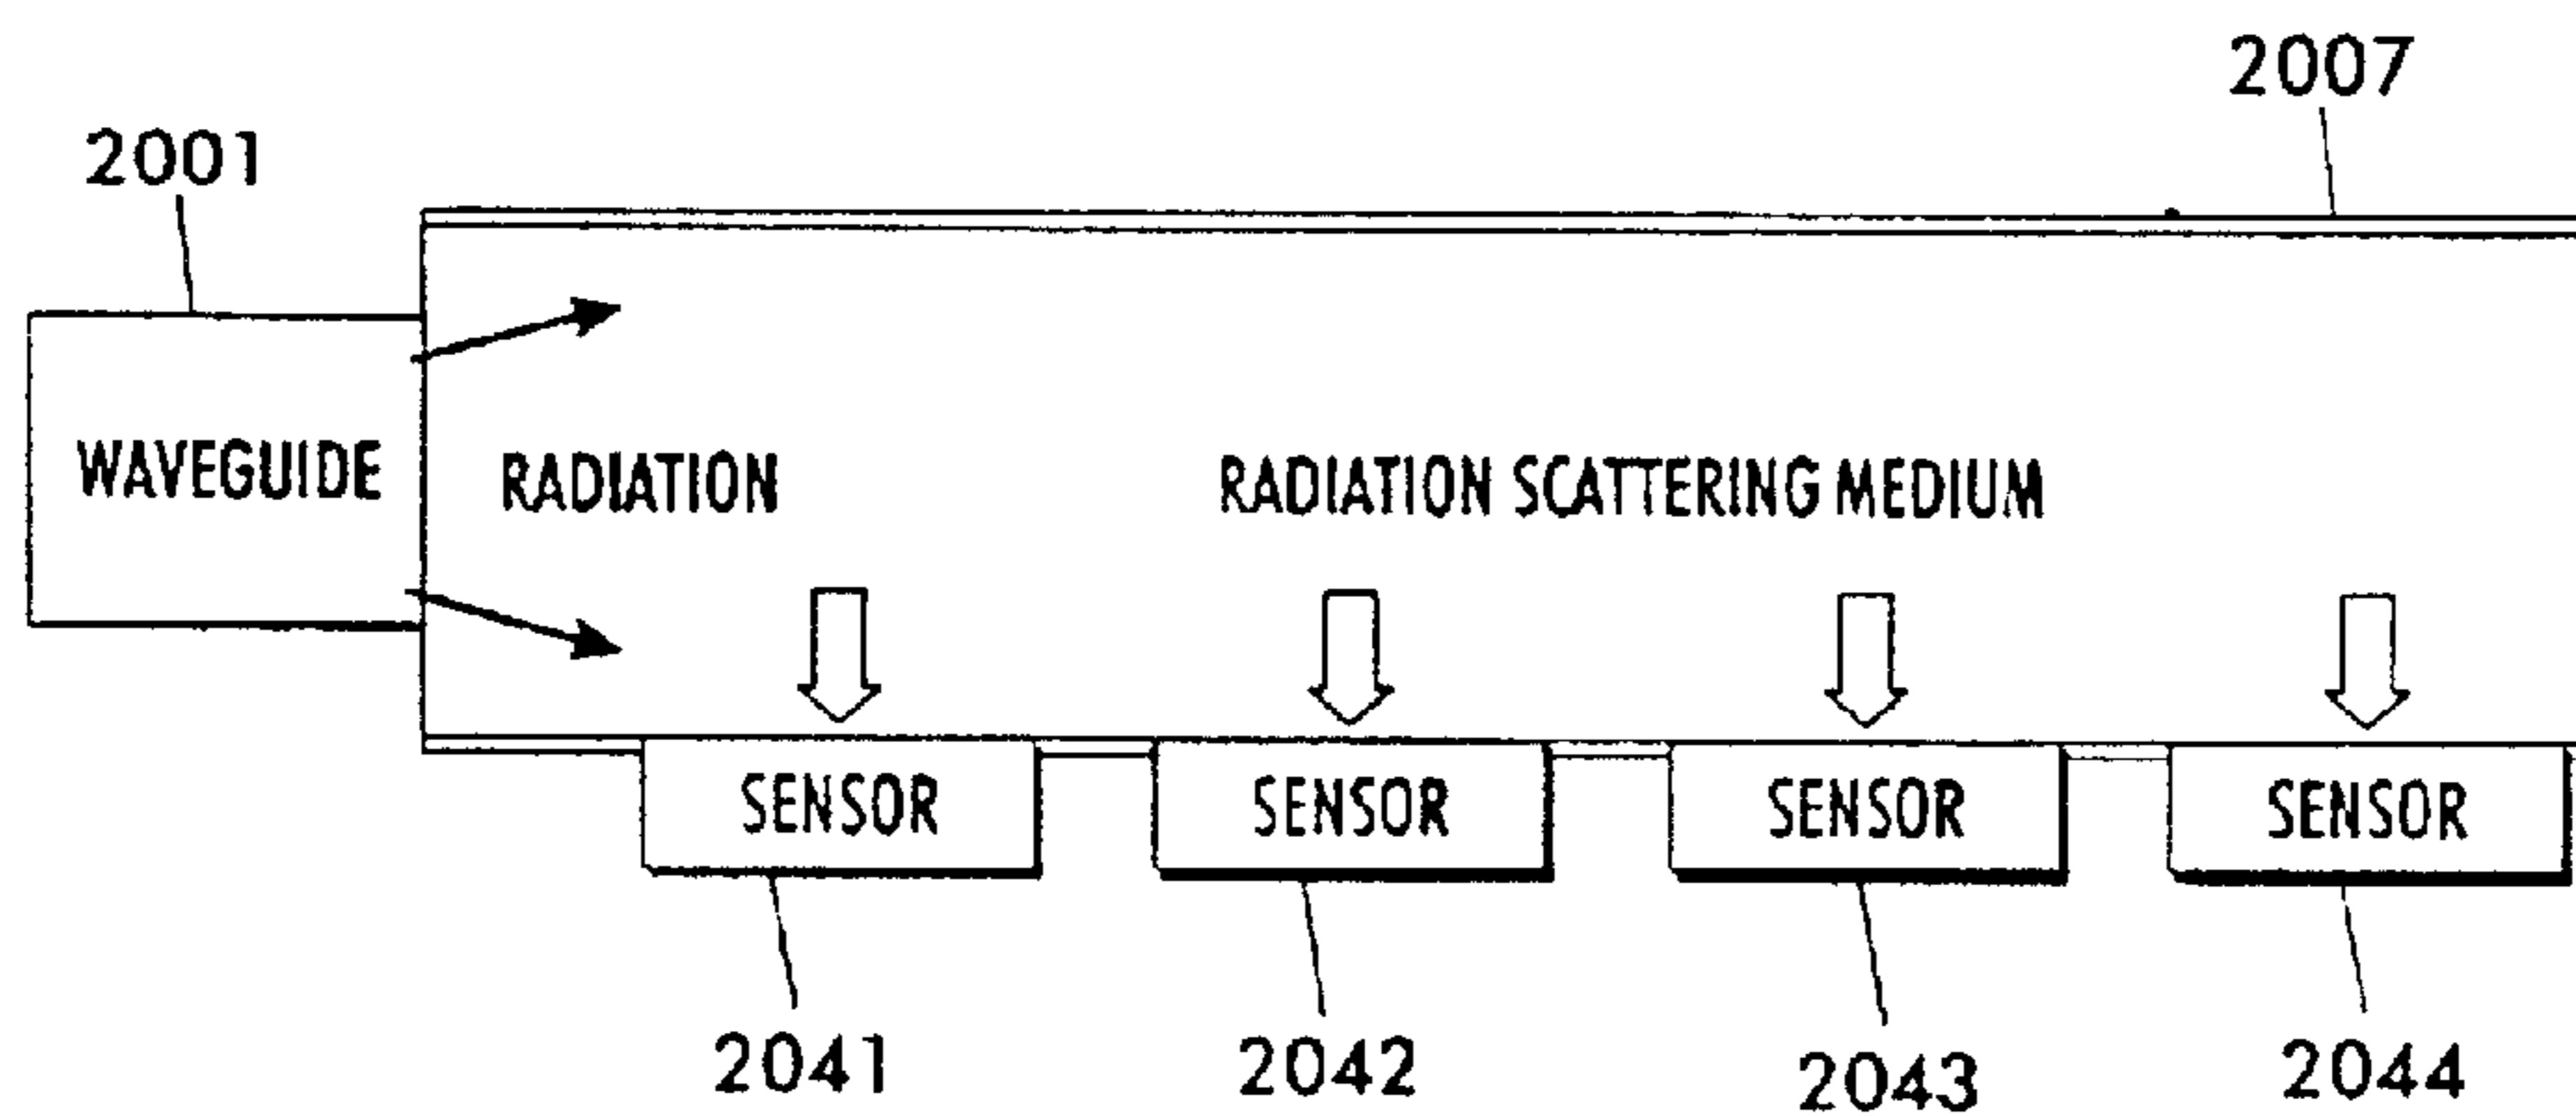 2007
2001
WAVEGUIDE
RADIATION
RADIATION SCATTERING MEDIUM
SENSOR
SENSOR
SENSOR
SENSOR
2041
2042
2043
2044